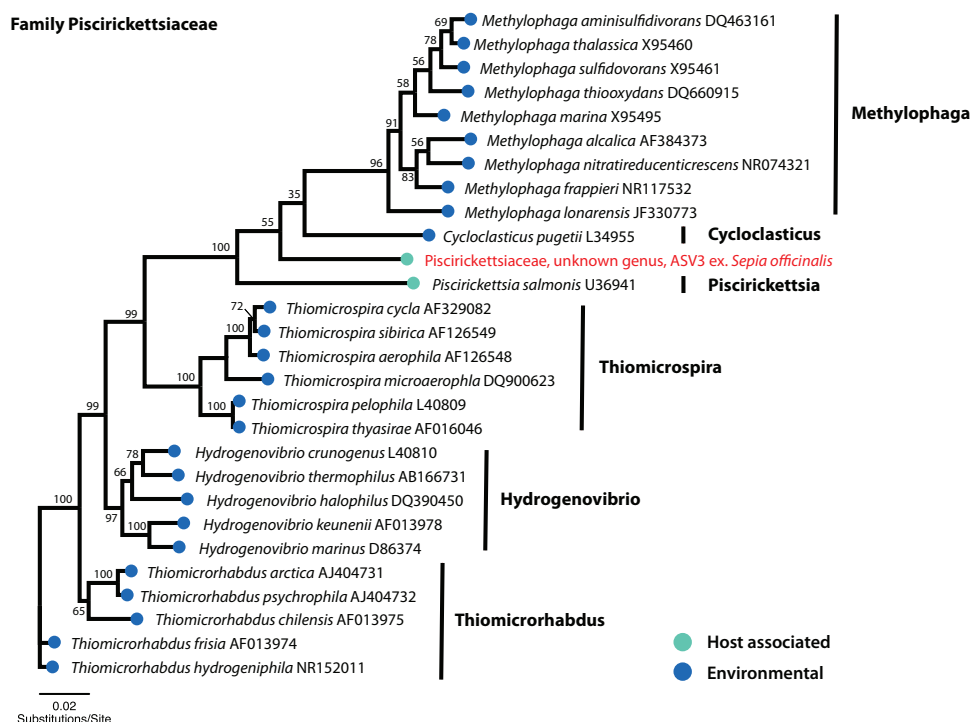 Family Piscirickettsiaceae
69
Methylophaga aminisulfidivorans DQ463161
78
Methylophaga thalassica X95460
56
Methylophaga sulfidovorans X95461
58
Methylophaga thiooxydans DQ660915
Methylophaga
91
Methylophaga marina X95495
56
Methylophaga alcalica AF384373
96
Methylophaga nitratireducenticrescens NR074321
83
Methylophaga frappieri NR117532
35
Methylophaga lonarensis JF330773
55
Cycloclasticus pugetii L34955
Cycloclasticus
100
Piscirickettsiaceae, unknown genus, ASV3 ex. Sepia officinalis
Piscirickettsia salmonis U36941
Piscirickettsia
99
72
Thiomicrospira cycla AF329082
100
Thiomicrospira sibirica AF126549
Thiomicrospira aerophila AF126548
Thiomicrospira
100
Thiomicrospira microaerophla DQ900623
100
Thiomicrospira pelophila L40809
99
Thiomicrospira thyasirae AF016046
78
Hydrogenovibrio crunogenus L40810
66
Hydrogenovibrio thermophilus AB166731
100
Hydrogenovibrio halophilus DQ390450
Hydrogenovibrio
97
100
Hydrogenovibrio keunenii AF013978
Hydrogenovibrio marinus D86374
100
Thiomicrorhabdus arctica AJ404731
Thiomicrorhabdus psychrophila AJ404732
65
Thiomicrorhabdus chilensis AF013975
Thiomicrorhabdus
Thiomicrorhabdus frisia AF013974
Host associated
Thiomicrorhabdus hydrogeniphila NR152011
Environmental
0.02
Substitutions/Site